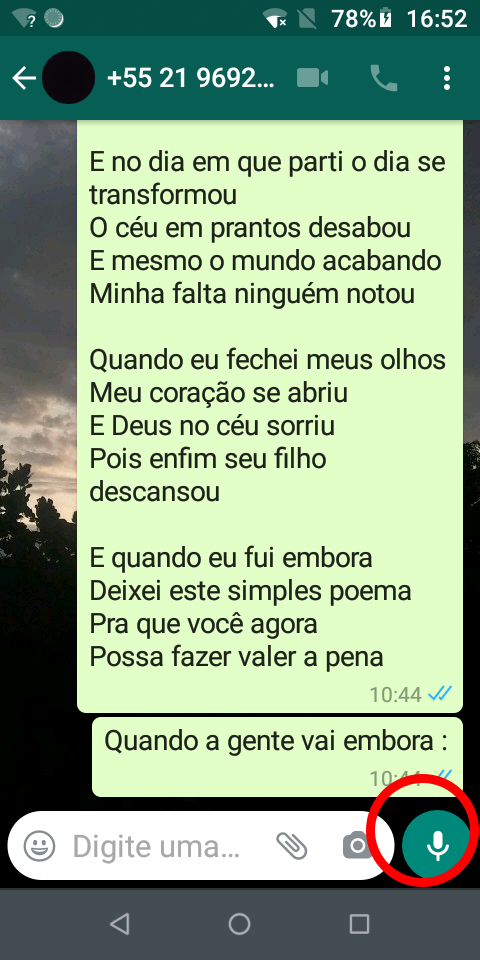 78% 16:52
+55 21 9692...
E no dia em que parti o dia se
transformou
O céu em prantos desabou
E mesmo o mundo acabando
Minha falta ninguém notou
Quando eu fechei meus olhos
Meu coração se abriu
E Deus no céu sorriu
Pois enfim seu filho
descansou
E quando eu fui embora
Deixei este simples poema
Pra que você agora
Possa fazer valer a pena
10:44
Quando a gente vai embora :
10:44
Digite uma...